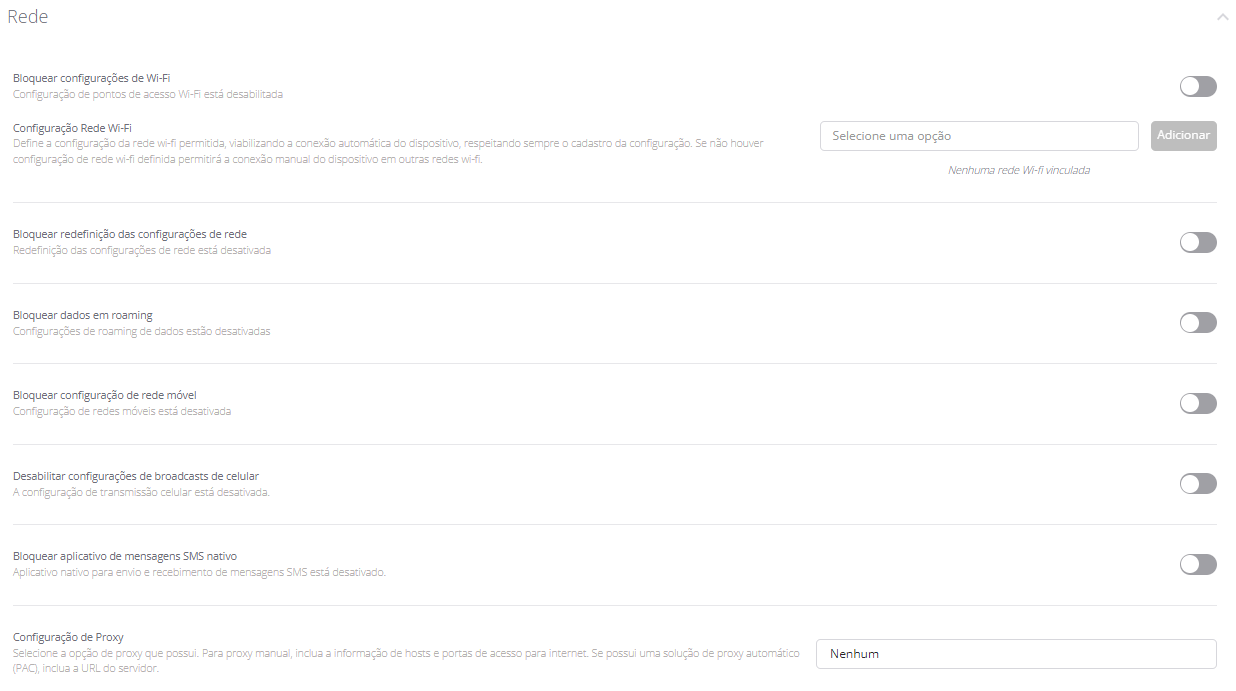 Rede
Bloquear configurações de Wi-Fi
Configuração de pontos de acesso Wi-Fi está desabilitada
Configuração Rede Wi-Fi
Define a configuração da rede wi-fi permitida, viabilizando a conexão automática do dispositivo, respeitando sempre o cadastro da configuração. Se não houver
configuração de rede wi-fi definida permitirá a conexão manual do dispositivo em outras redes wi-fi.
Selecione uma opção
Adicionar
Nenhuma rede Wi-fi vinculada
Bloquear redefinição das configurações de rede
Redefinição das configurações de rede está desativada
Bloquear dados em roaming
Configurações de roaming de dados estão desativadas
Bloquear configuração de rede móvel
Configuração de redes móveis está desativada
Desabilitar configurações de broadcasts de celular
A configuração de transmissão celular está desativada.
Bloquear aplicativo de mensagens SMS nativo
Aplicativo nativo para envio e recebimento de mensagens SMS está desativado.
Configuração de Proxy
Selecione a opção de proxy que possui. Para proxy manual, inclua a informação de hosts e portas de acesso para internet. Se possui uma solução de proxy automático
(PAC), inclua a URL do servidor.
Nenhum